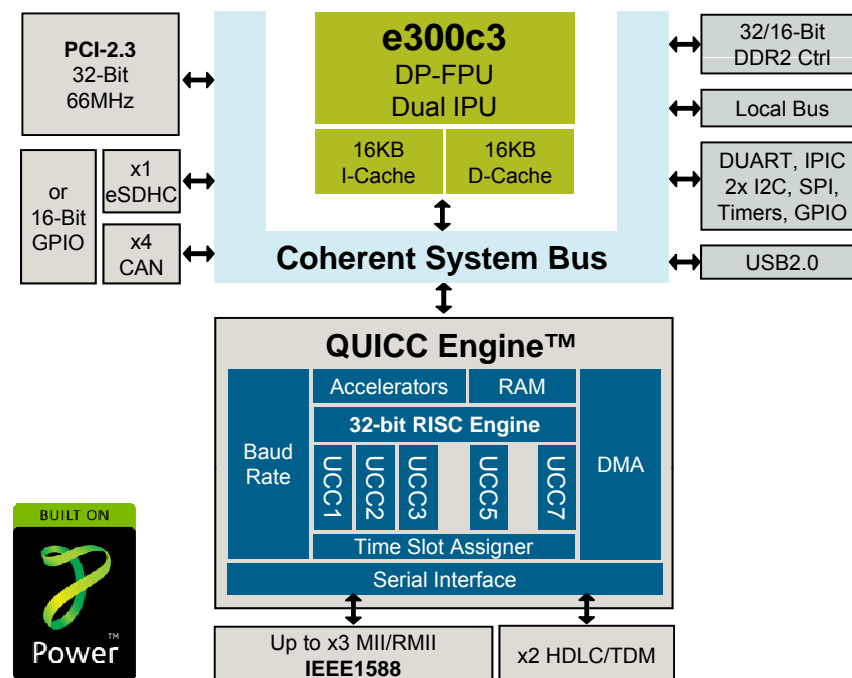 PCI-2.3
32-Bit
66MHz
or
16-Bit
GPIO
x1
eSDHC
x4
CAN
e300c3
DP-FPU
Dual IPU
16KB
I-Cache
16KB
D-Cache
Coherent System Bus
32/16-Bit
DDR2 Ctrl
Local Bus
DUART, IPIC
2x I2C, SPI,
Timers, GPIO
USB2.0
QUICC Engine™
Accelerators
RAM
32-bit RISC Engine
Baud
Rate
UCC1
UCC2
UCC3
UCC5
UCC7
DMA
Time Slot Assigner
Serial Interface
Up to x3 MII/RMII
IEEE1588
x2 HDLC/TDM
BUILT ON
Power™